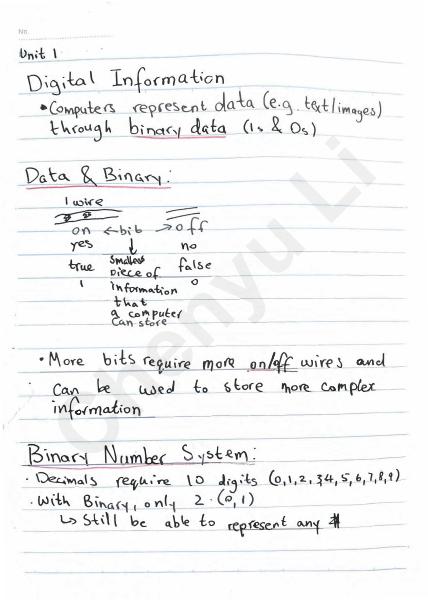 No.
Unit 1
Digital Information
• Computers represent data (e.g. text/images)
through binary data (1s & 0s)
Data & Binary:
1 wire
on ← bib → off
yes no
true smallest false
1 piece of 0
information
that
a computer
can store
• More bits require more on/off wires and
can be used to store more complex
information
Binary Number System:
• Decimals require 10 digits (0,1,2,3,4,5,6,7,8,9)
• With Binary, only 2 • (0,1)
↳ Still be able to represent any #
Chenyu Li